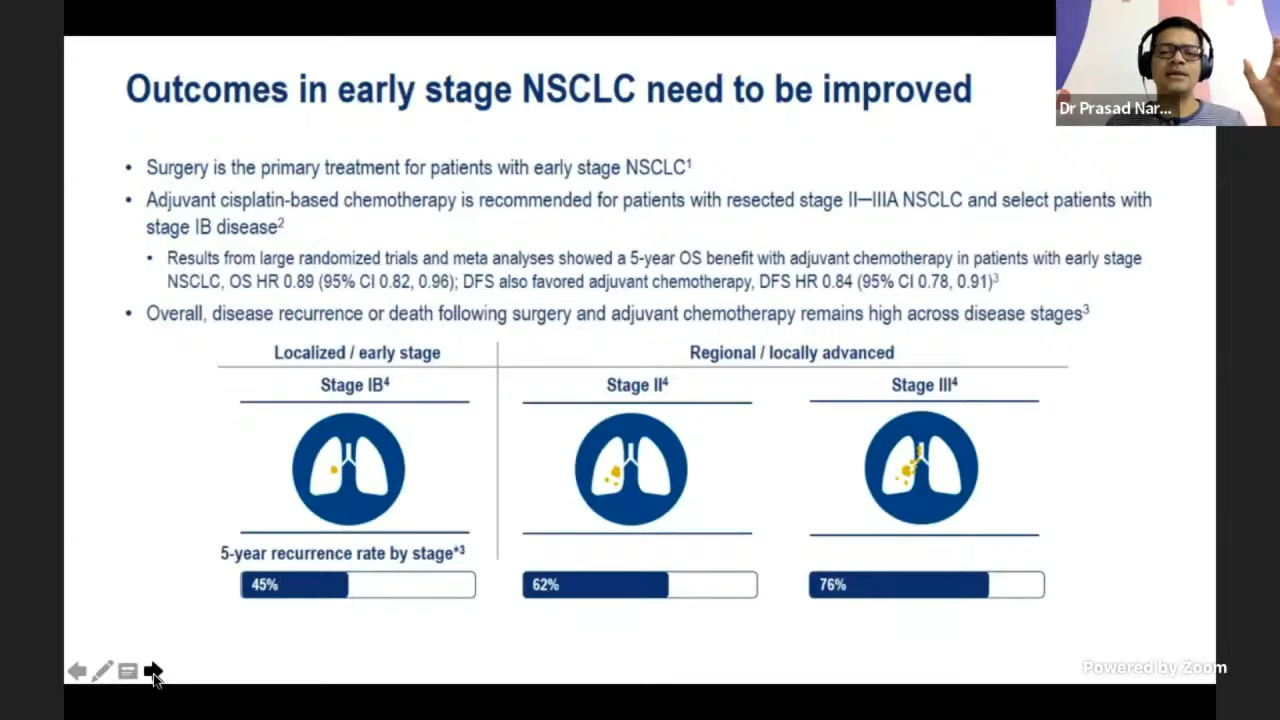 Outcomes in early stage NSCLC need to be improved
Dr Prasad Nar...
• Surgery is the primary treatment for patients with early stage NSCLC¹
• Adjuvant cisplatin-based chemotherapy is recommended for patients with resected stage II–IIIA NSCLC and select patients with
stage IB disease²
• Results from large randomized trials and meta analyses showed a 5-year OS benefit with adjuvant chemotherapy in patients with early stage
NSCLC, OS HR 0.89 (95% CI 0.82, 0.96); DFS also favored adjuvant chemotherapy, DFS HR 0.84 (95% CI 0.78, 0.91)³
• Overall, disease recurrence or death following surgery and adjuvant chemotherapy remains high across disease stages³
Localized / early stage
Regional / locally advanced
Stage IB⁴
Stage II⁴
Stage III⁴
5-year recurrence rate by stage*³
45%
62%
76%
Powered by Zoom